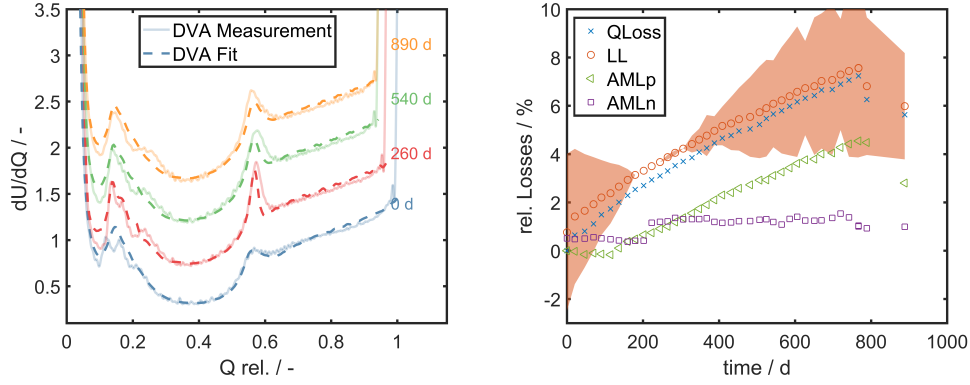 3.5
3
2.5
2
1.5
1
0.5
dU/dQ / -
0
0.2
0.4
0.6
0.8
1
Q rel. / -
DVA Measurement
DVA Fit
890 d
540 d
260 d
0 d
10
8
6
4
2
0
-2
rel. Losses / %
0
200
400
600
800
1000
time / d
QLoss
LL
AMLp
AMLn